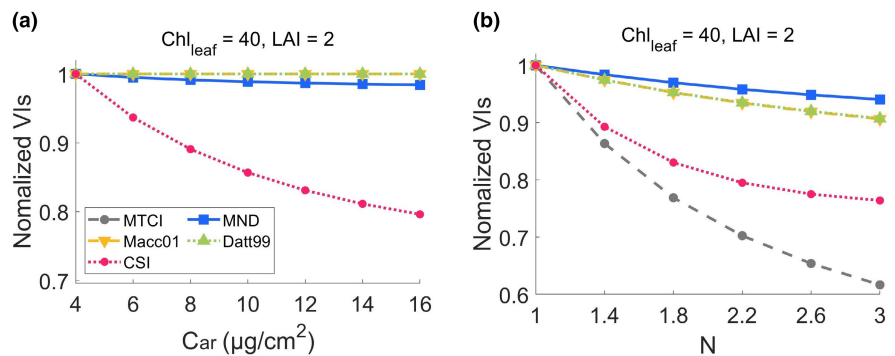 (a)
Chl_leaf = 40, LAI = 2
Nomalized VIs
1
0.9
0.8
0.7
MTCI
MND
Macc01
Datt99
CSI
4 6 8 10 12 14 16
Car (μg/cm²)
(b)
Chl_leaf = 40, LAI = 2
Nomalized VIs
1
0.9
0.8
0.7
0.6
1 1.4 1.8 2.2 2.6 3
N